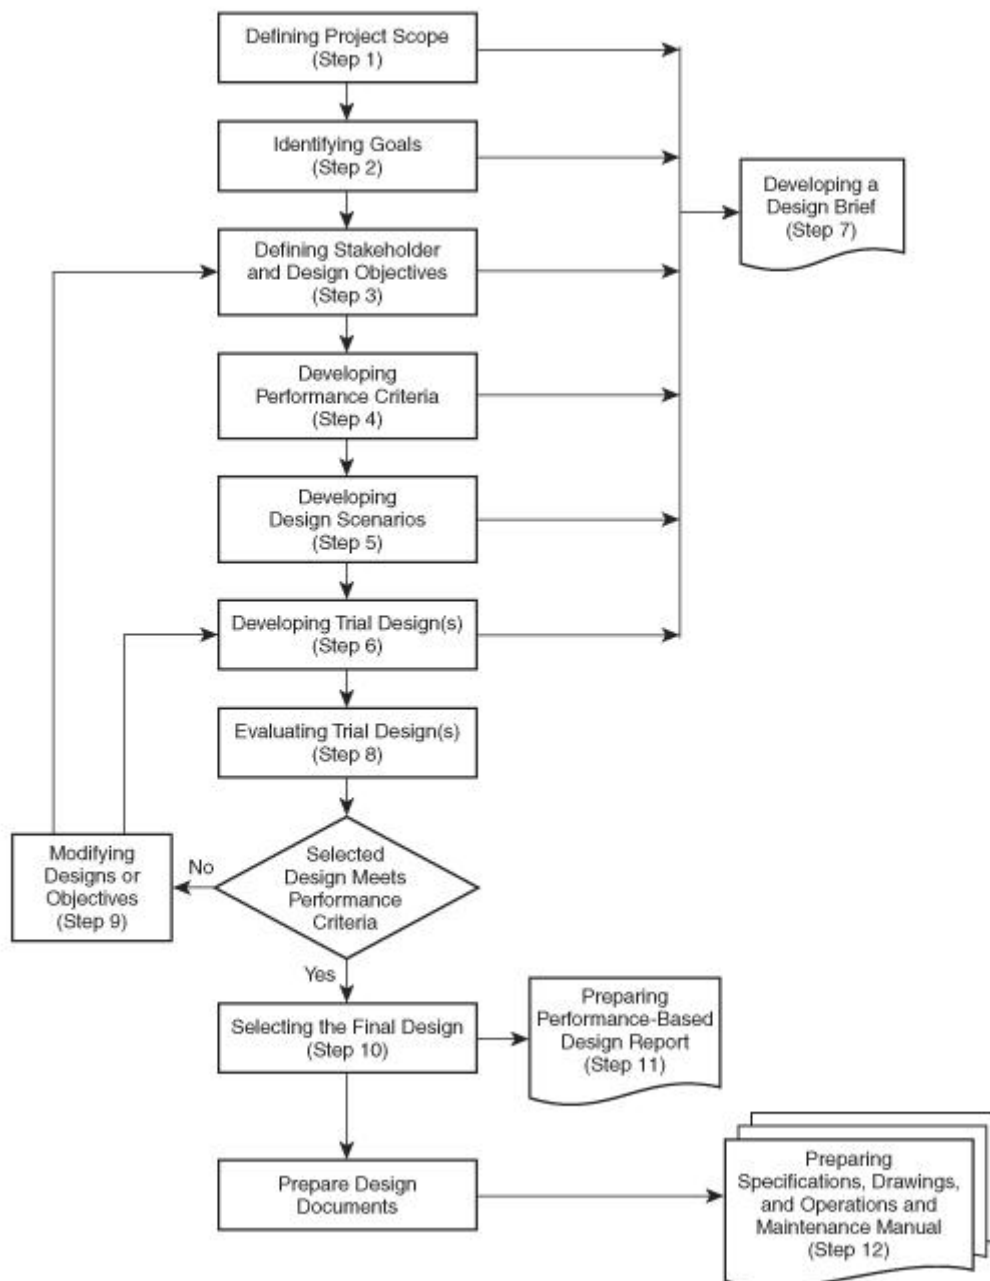 Defining Project Scope
(Step 1)
Identifying Goals
(Step 2)
Developing a
Design Brief
(Step 7)
Defining Stakeholder
and Design Objectives
(Step 3)
Developing
Performance Criteria
(Step 4)
Developing
Design Scenarios
(Step 5)
Developing Trial Design(s)
(Step 6)
Evaluating Trial Design(s)
(Step 8)
Selected
Design Meets
Performance
Criteria
No
Modifying
Designs or
Objectives
(Step 9)
Yes
Selecting the Final Design
(Step 10)
Preparing
Performance-Based
Design Report
(Step 11)
Prepare Design
Documents
Preparing
Specifications, Drawings,
and Operations and
Maintenance Manual
(Step 12)